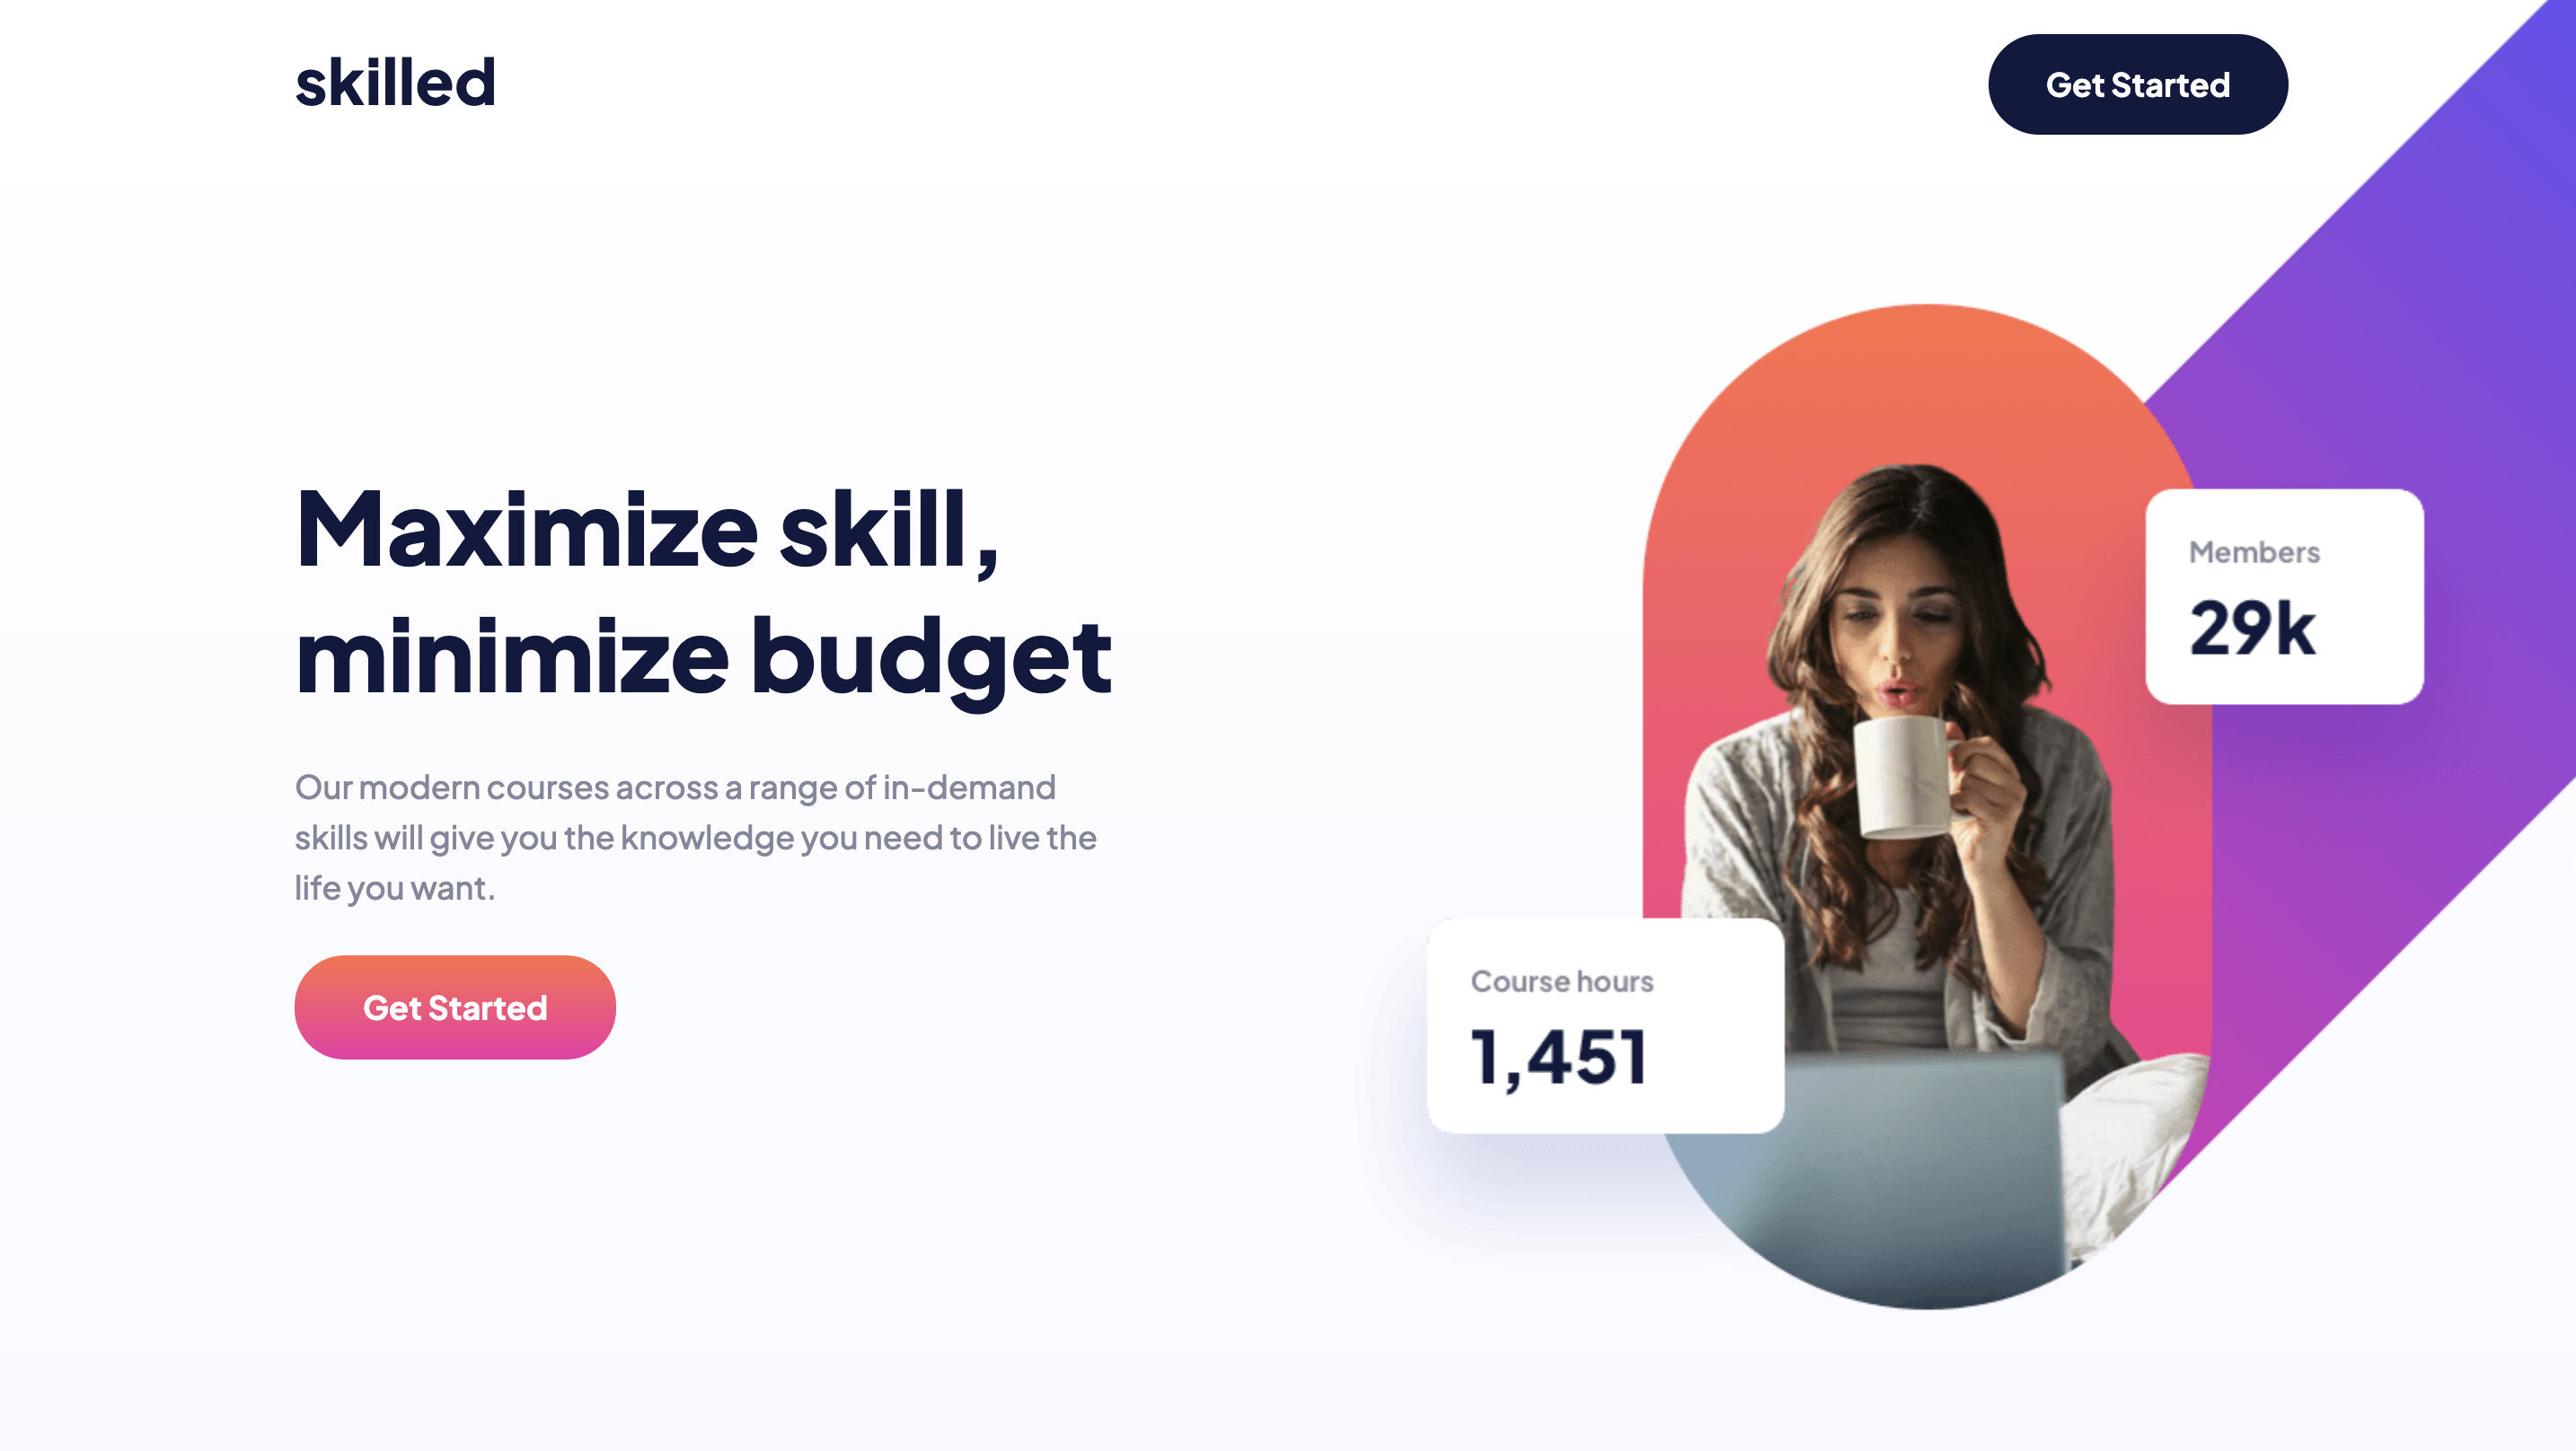 skilled
Get Started
Maximize skill,
minimize budget
Our modern courses across a range of in-demand
skills will give you the knowledge you need to live the
life you want.
Get Started
Members
29k
Course hours
1,451